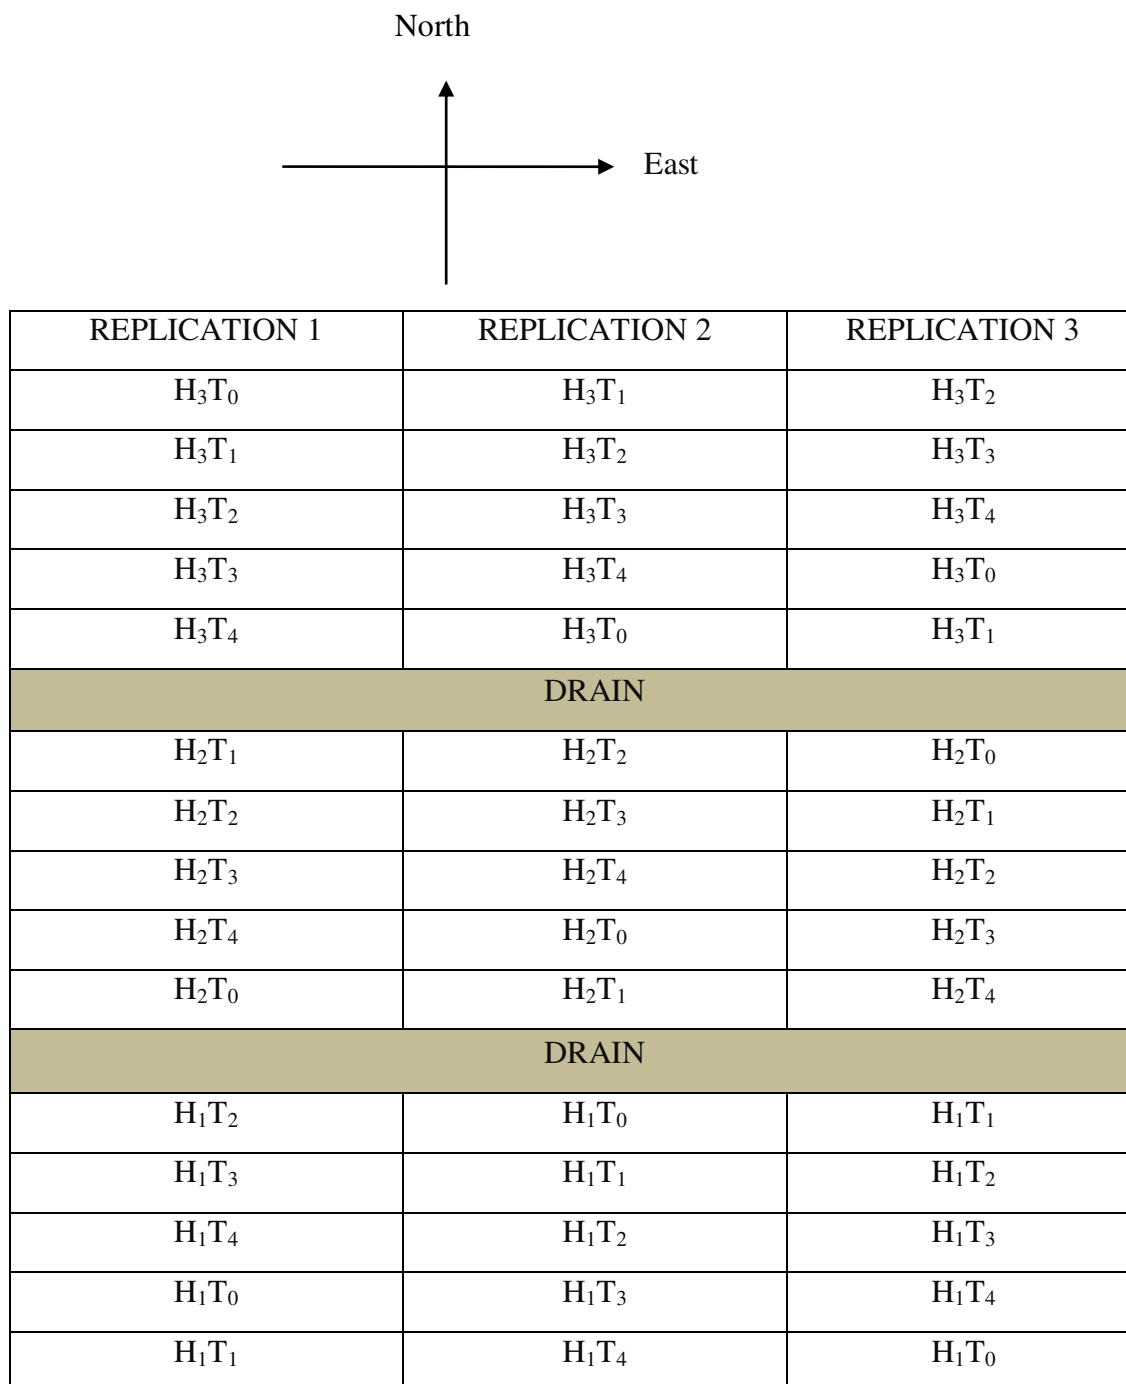 North
East
REPLICATION 1 REPLICATION 2 REPLICATION 3
H₃T₀ H₃T₁ H₃T₂
H₃T₁ H₃T₂ H₃T₃
H₃T₂ H₃T₃ H₃T₄
H₃T₃ H₃T₄ H₃T₀
H₃T₄ H₃T₀ H₃T₁
DRAIN
H₂T₁ H₂T₂ H₂T₀
H₂T₂ H₂T₃ H₂T₁
H₂T₃ H₂T₄ H₂T₂
H₂T₄ H₂T₀ H₂T₃
H₂T₀ H₂T₁ H₂T₄
DRAIN
H₁T₂ H₁T₀ H₁T₁
H₁T₃ H₁T₁ H₁T₂
H₁T₄ H₁T₂ H₁T₃
H₁T₀ H₁T₃ H₁T₄
H₁T₁ H₁T₄ H₁T₀